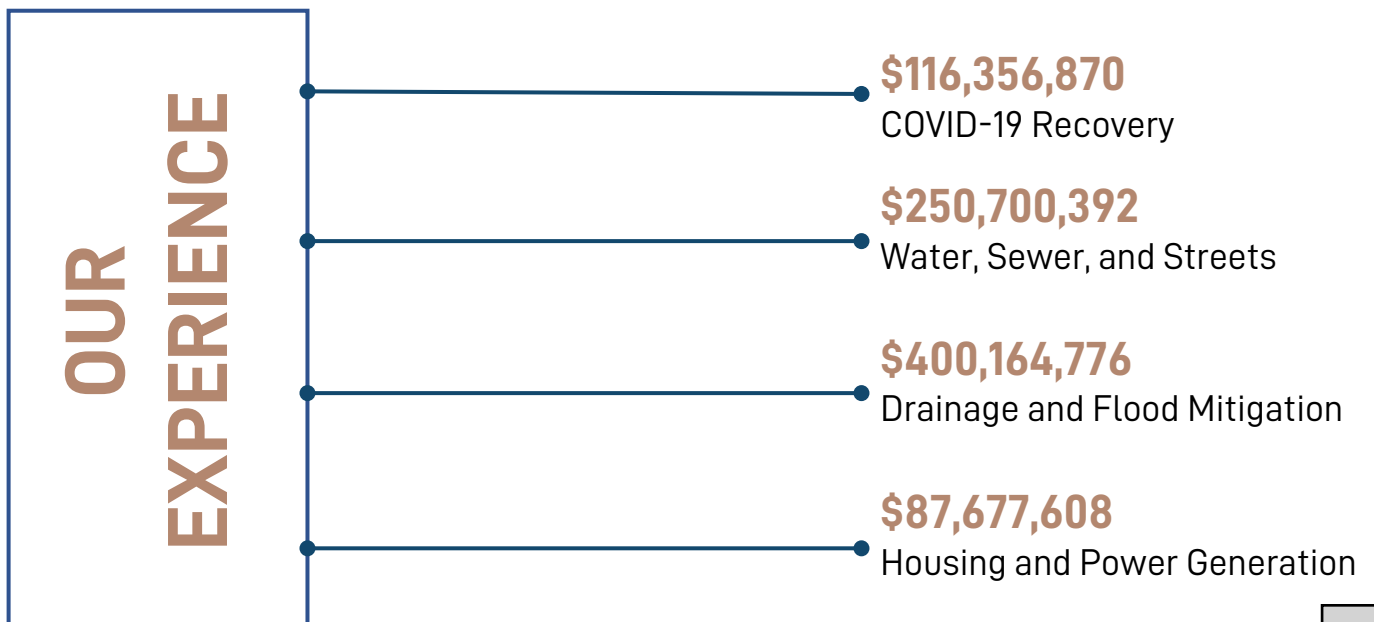 OUR
EXPERIENCE
$116,356,870
COVID-19 Recovery
$250,700,392
Water, Sewer, and Streets
$400,164,776
Drainage and Flood Mitigation
$87,677,608
Housing and Power Generation